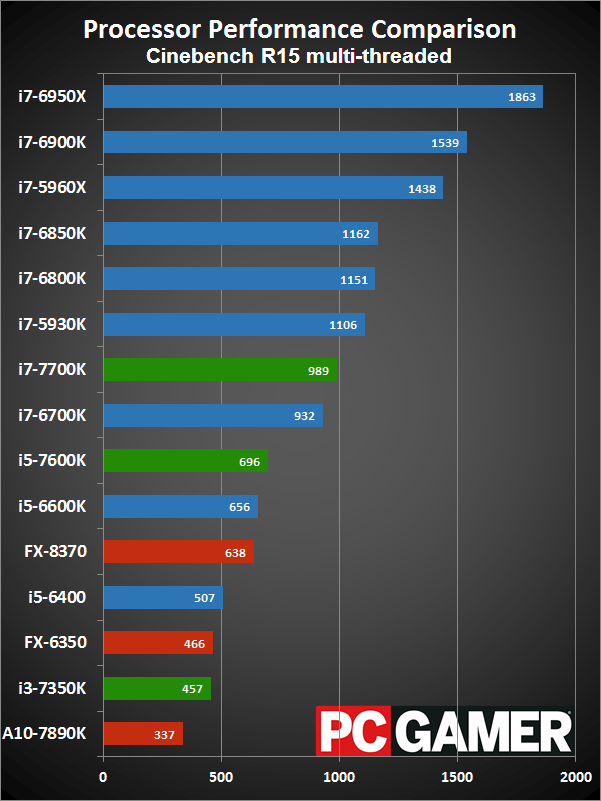 Processor Performance Comparison
Cinebench R15 multi-threaded
i7-6950X 1863
i7-6900K 1539
i7-5960X 1438
i7-6850K 1162
i7-6800K 1151
i7-5930K 1106
i7-7700K 989
i7-6700K 932
i5-7600K 696
i5-6600K 656
FX-8370 638
i5-6400 507
FX-6350 466
i3-7350K 457
A10-7890K 337
PC GAMER
0 500 1000 1500 2000